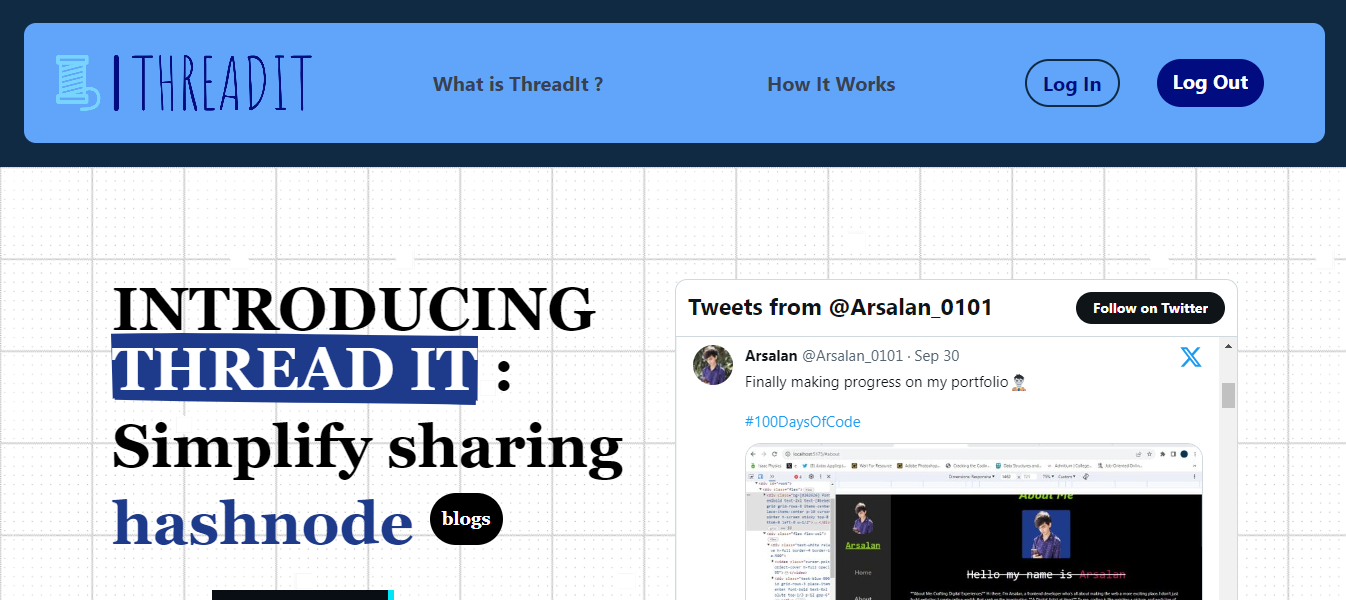 THREADIT
What is ThreadIt ?
How It Works
Log In
Log Out
INTRODUCING
THREAD IT :
Simplify sharing
hashnode blogs
Tweets from @Arsalan_0101
Follow on Twitter
Arsalan @Arsalan_0101 · Sep 30
Finally making progress on my portfolio👨🏻‍💻
#100DaysOfCode
About Me
Arsalan
Home
About
Hello my name is Arsalan